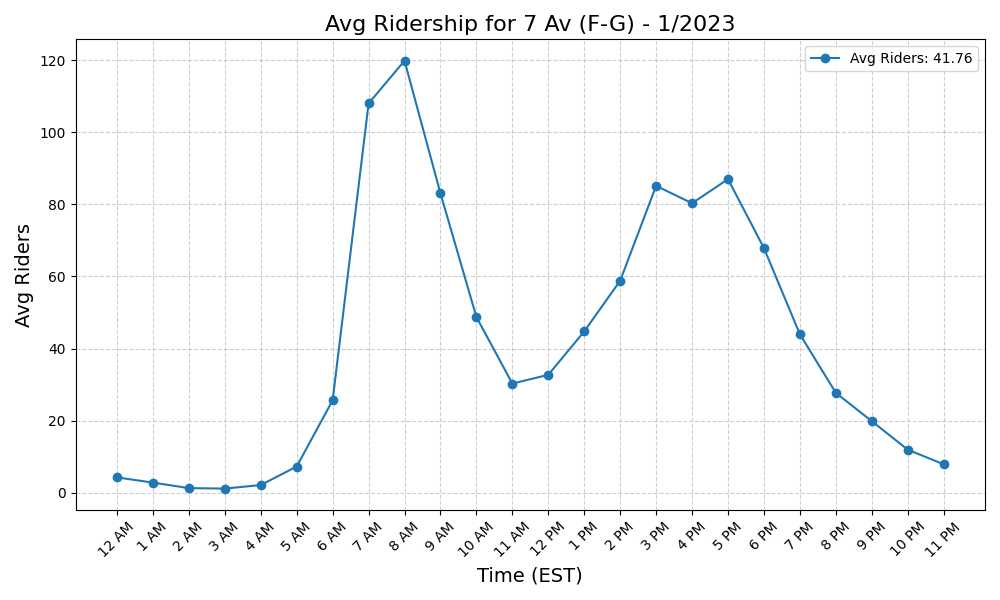 Avg Ridership for 7 Av (F-G) - 1/2023
Avg Riders: 41.76
Avg Riders
120
100
80
60
40
20
0
12 AM
1 AM
2 AM
3 AM
4 AM
5 AM
6 AM
7 AM
8 AM
9 AM
10 AM
11 AM
12 PM
1 PM
2 PM
3 PM
4 PM
5 PM
6 PM
7 PM
8 PM
9 PM
10 PM
11 PM
Time (EST)